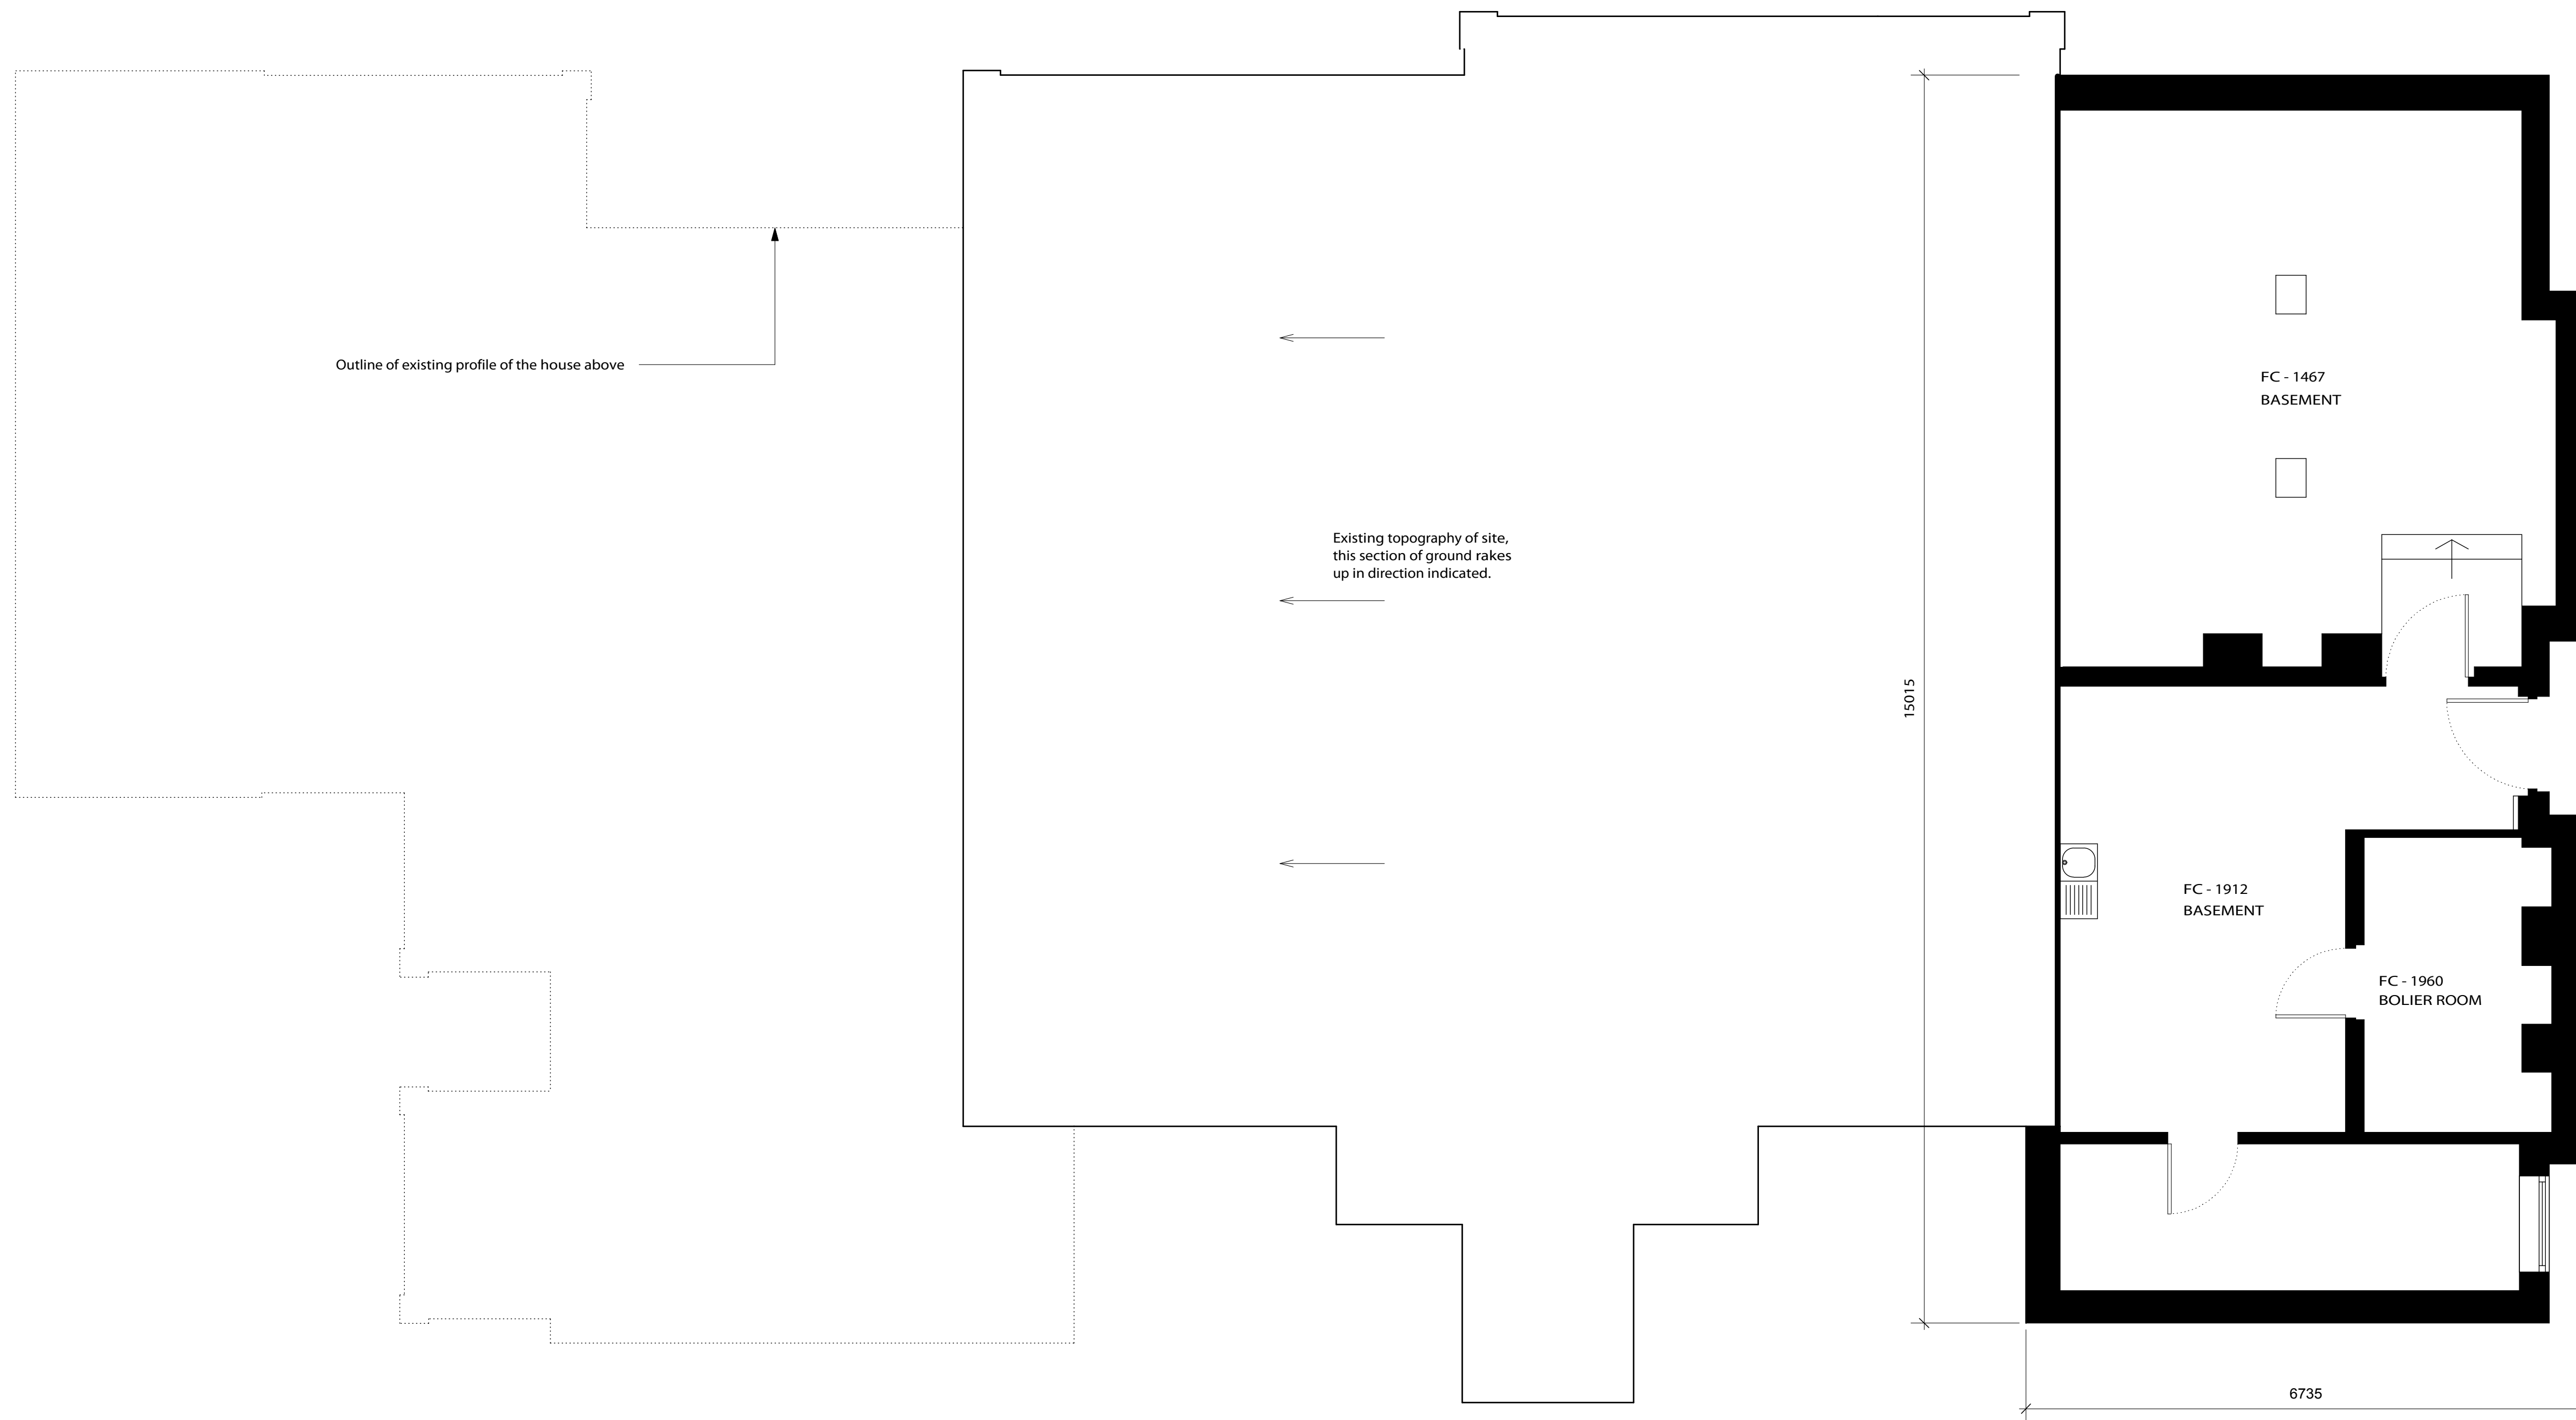 Outline of existing profile of the house above
FC - 1467
BASEMENT
Existing topography of site,
this section of ground rakes
up in direction indicated.
15015
FC - 1912
BASEMENT
FC - 1960
BOLIER ROOM
6735